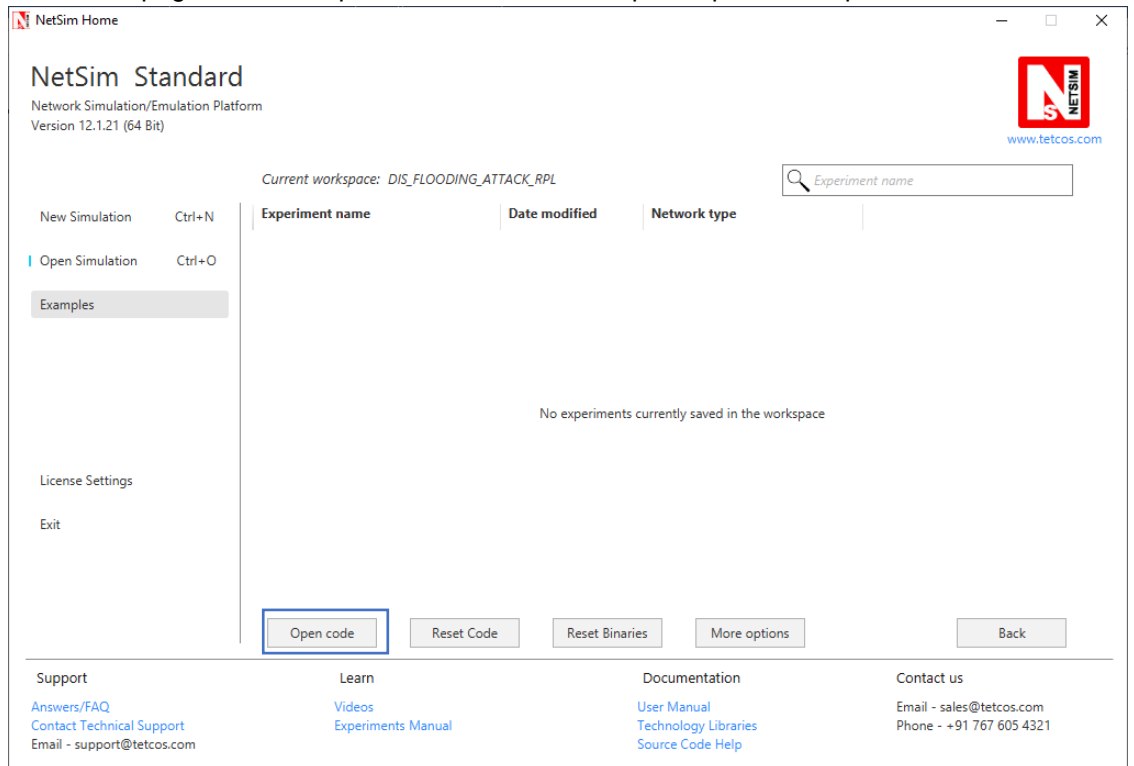 NetSim Home
NetSim Standard
Network Simulation/Emulation Platform
Version 12.1.21 (64 Bit)
NETSIM
www.tetcos.com
Current workspace: DIS_FLOODING_ATTACK_RPL
Experiment name
New Simulation Ctrl+N
Experiment name Date modified Network type
Open Simulation Ctrl+O
Examples
No experiments currently saved in the workspace
License Settings
Exit
Open code Reset Code Reset Binaries More options Back
Support Learn Documentation Contact us
Answers/FAQ Videos User Manual Email - sales@tetcos.com
Contact Technical Support Experiments Manual Technology Libraries Phone - +91 767 605 4321
Email - support@tetcos.com Source Code Help